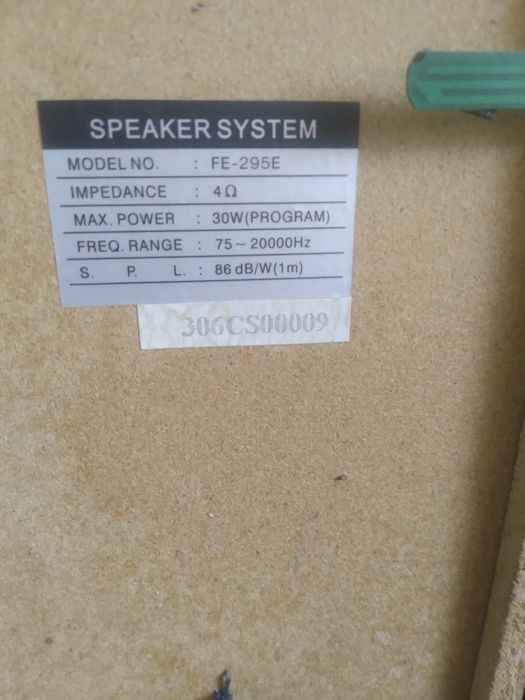 SPEAKER SYSTEM
MODEL NO. : FE-295E
IMPEDANCE : 4Ω
MAX. POWER : 30W(PROGRAM)
FREQ. RANGE : 75~20000Hz
S. P. L. : 86 dB/W(1m)
306CS00009